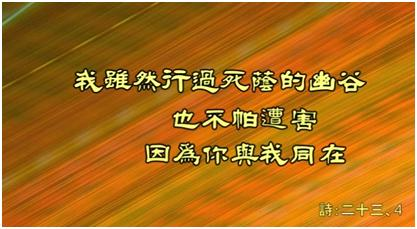 我雖然行過死蔭的幽谷
也不怕遭害
因為你與我同在
詩:二十三、4